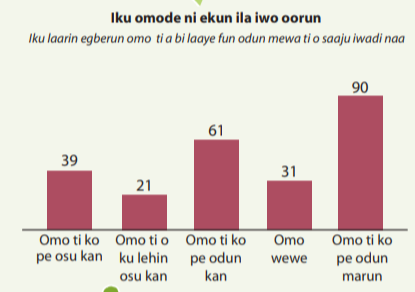 Iku omode ni ekun ila iwo oorun
Iku laarin egberun omo ti a bi laaye fun odun mewa ti o saaju iwadi naa
39
21
61
31
90
Omo ti ko
pe osu kan
Omo ti o
ku lehin
osu kan
Omo ti ko
pe odun
kan
Omo
wewe
Omo ti ko
pe odun
marun